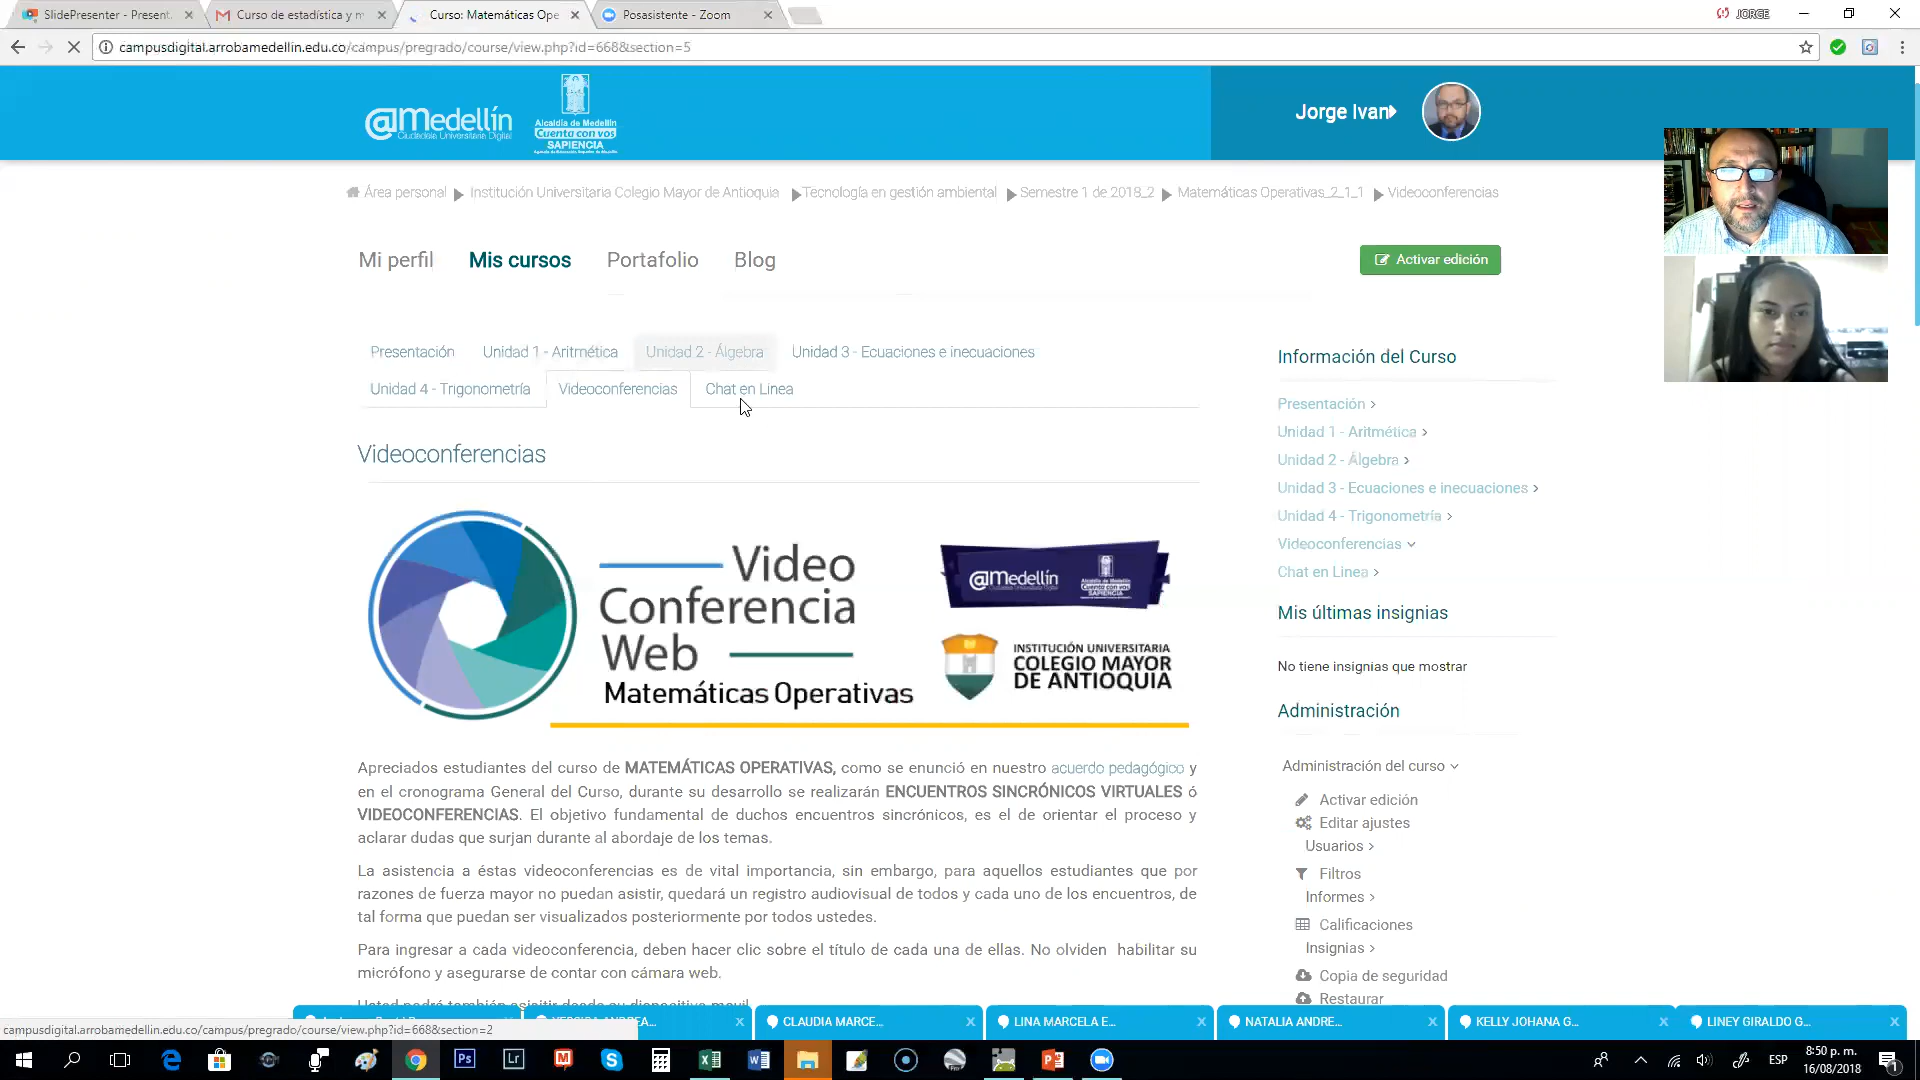 SlidePresenter - Present
Curso de estadística y m
Curso: Matemáticas Ope
Posasistente - Zoom
JORGE
campusdigital.arrobamedellin.edu.co/campus/pregrado/course/view.php?id=668&section=5
@Medellín
Ciudadela Universitaria Digital
Alcaldía de Medellín
Cuenta con vos
SAPIENCIA
Jorge Ivan
Área personal
Institución Universitaria Colegio Mayor de Antioquia
Tecnología en gestión ambiental
Semestre 1 de 2018_2
Matemáticas Operativas_2_1_1
Videoconferencias
Mi perfil
Mis cursos
Portafolio
Blog
Activar edición
Presentación
Unidad 1 - Aritmética
Unidad 2 - Álgebra
Unidad 3 - Ecuaciones e inecuaciones
Unidad 4 - Trigonometría
Videoconferencias
Chat en Linea
Videoconferencias
Video
Conferencia
Web
Matemáticas Operativas
@Medellín
Alcaldía de Medellín
Cuenta con vos
SAPIENCIA
INSTITUCIÓN UNIVERSITARIA
COLEGIO MAYOR
DE ANTIOQUIA
Apreciados estudiantes del curso de MATEMÁTICAS OPERATIVAS, como se enunció en nuestro acuerdo pedagógico y
en el cronograma General del Curso, durante su desarrollo se realizarán ENCUENTROS SINCRÓNICOS VIRTUALES ó
VIDEOCONFERENCIAS. El objetivo fundamental de duchos encuentros sincrónicos, es el de orientar el proceso y
aclarar dudas que surjan durante al abordaje de los temas.
La asistencia a éstas videoconferencias es de vital importancia, sin embargo, para aquellos estudiantes que por
razones de fuerza mayor no puedan asistir, quedará un registro audiovisual de todos y cada uno de los encuentros, de
tal forma que puedan ser visualizados posteriormente por todos ustedes.
Para ingresar a cada videoconferencia, deben hacer clic sobre el título de cada una de ellas. No olviden habilitar su
micrófono y asegurarse de contar con cámara web.
Información del Curso
Presentación
Unidad 1 - Aritmética
Unidad 2 - Álgebra
Unidad 3 - Ecuaciones e inecuaciones
Unidad 4 - Trigonometría
Videoconferencias
Chat en Linea
Mis últimas insignias
No tiene insignias que mostrar
Administración
Administración del curso
Activar edición
Editar ajustes
Usuarios
Filtros
Informes
Calificaciones
Insignias
Copia de seguridad
Restaurar
CLAUDIA MARCE...
LINA MARCELA E...
NATALIA ANDRE...
KELLY JOHANA G...
LINEY GIRALDO G...
campusdigital.arrobamedellin.edu.co/campus/pregrado/course/view.php?id=668&section=2
ESP
8:50 p. m.
16/08/2018